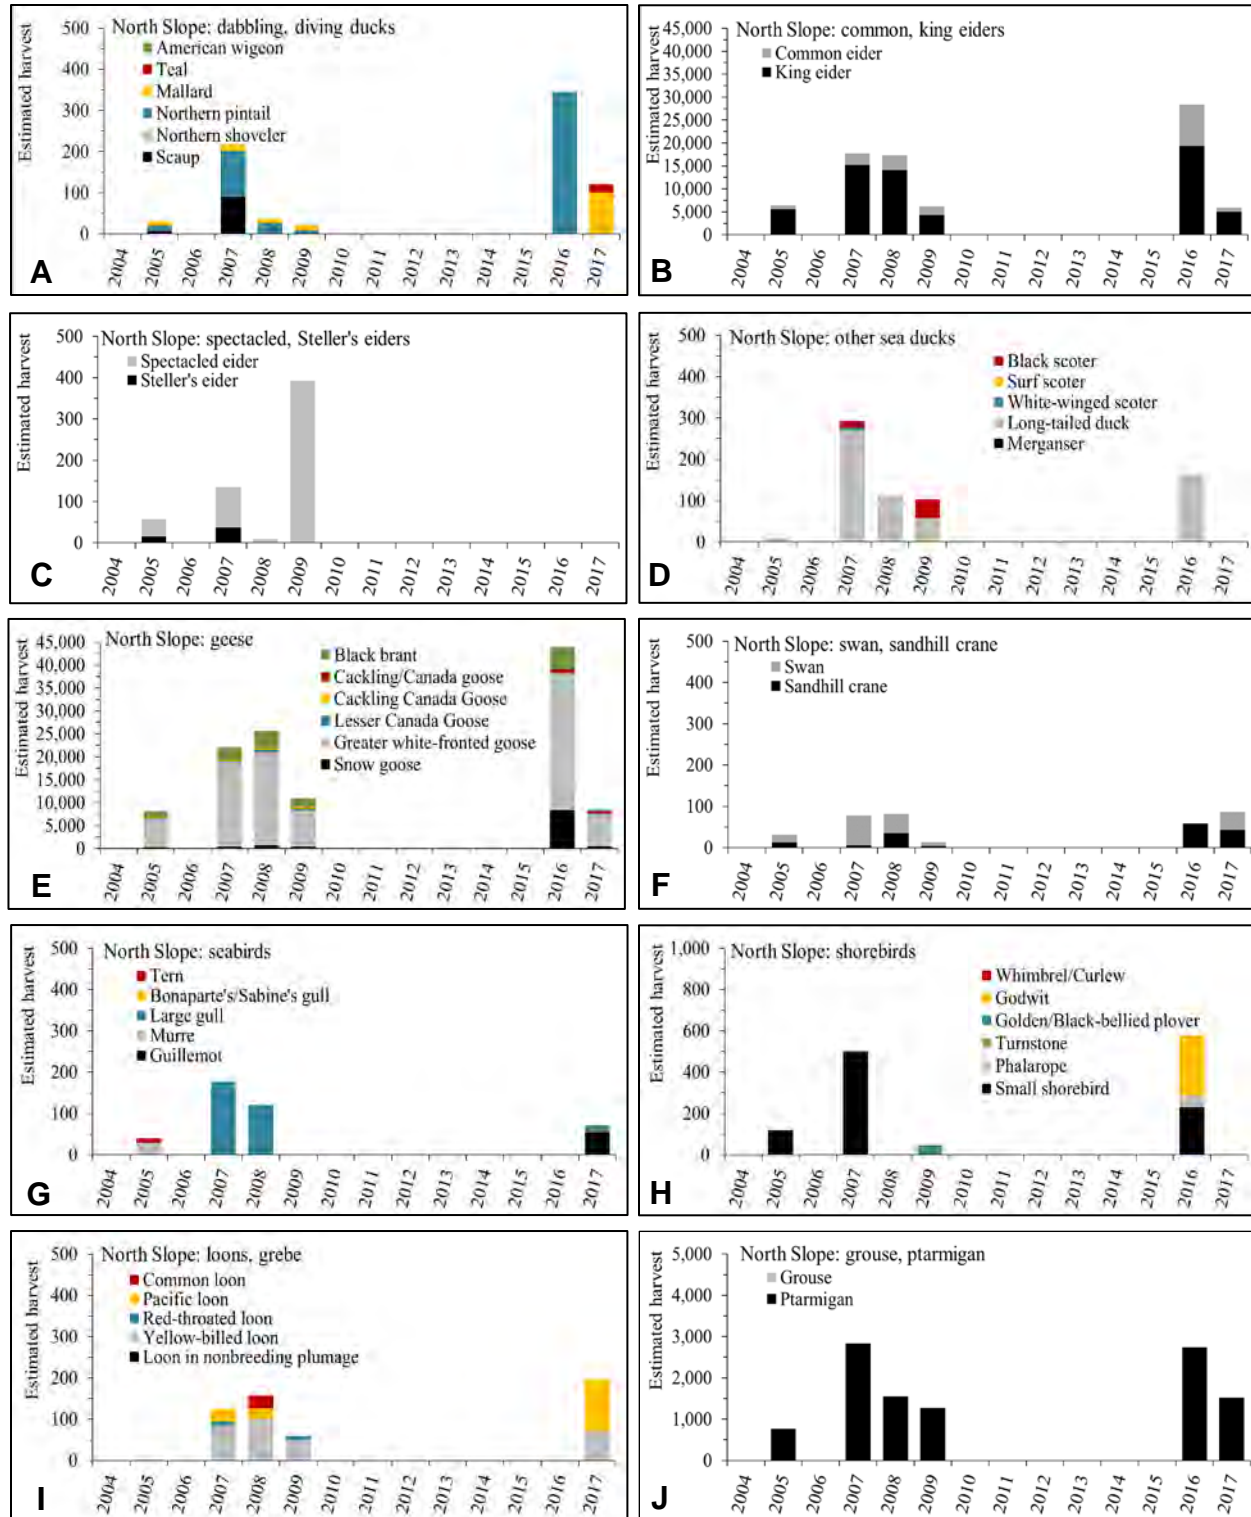 North Slope: dabbling, diving ducks
American wigeon
Teal
Mallard
Northern pintail
Northern shoveler
Scaup
Estimated harvest
500
400
300
200
100
0
2004 2005 2006 2007 2008 2009 2010 2011 2012 2013 2014 2015 2016 2017
A
North Slope: common, king eiders
Common eider
King eider
Estimated harvest
45,000
40,000
35,000
30,000
25,000
20,000
15,000
10,000
5,000
0
2004 2005 2006 2007 2008 2009 2010 2011 2012 2013 2014 2015 2016 2017
B
North Slope: spectacled, Steller's eiders
Spectacled eider
Steller's eider
Estimated harvest
500
400
300
200
100
0
2004 2005 2006 2007 2008 2009 2010 2011 2012 2013 2014 2015 2016 2017
C
North Slope: other sea ducks
Black scoter
Surf scoter
White-winged scoter
Long-tailed duck
Merganser
Estimated harvest
500
400
300
200
100
0
2004 2005 2006 2007 2008 2009 2010 2011 2012 2013 2014 2015 2016 2017
D
North Slope: geese
Black brant
Cackling/Canada goose
Cackling Canada Goose
Lesser Canada Goose
Greater white-fronted goose
Snow goose
Estimated harvest
45,000
40,000
35,000
30,000
25,000
20,000
15,000
10,000
5,000
0
2004 2005 2006 2007 2008 2009 2010 2011 2012 2013 2014 2015 2016 2017
E
North Slope: swan, sandhill crane
Swan
Sandhill crane
Estimated harvest
500
400
300
200
100
0
2004 2005 2006 2007 2008 2009 2010 2011 2012 2013 2014 2015 2016 2017
F
North Slope: seabirds
Tern
Bonaparte's/Sabine's gull
Large gull
Murre
Guillemot
Estimated harvest
500
400
300
200
100
0
2004 2005 2006 2007 2008 2009 2010 2011 2012 2013 2014 2015 2016 2017
G
North Slope: shorebirds
Whimbrel/Curlew
Godwit
Golden/Black-bellied plover
Turnstone
Phalarope
Small shorebird
Estimated harvest
1,000
800
600
400
200
0
2004 2005 2006 2007 2008 2009 2010 2011 2012 2013 2014 2015 2016 2017
H
North Slope: loons, grebe
Common loon
Pacific loon
Red-throated loon
Yellow-billed loon
Loon in nonbreeding plumage
Estimated harvest
500
400
300
200
100
0
2004 2005 2006 2007 2008 2009 2010 2011 2012 2013 2014 2015 2016 2017
I
North Slope: grouse, ptarmigan
Grouse
Ptarmigan
Estimated harvest
5,000
4,000
3,000
2,000
1,000
0
2004 2005 2006 2007 2008 2009 2010 2011 2012 2013 2014 2015 2016 2017
J